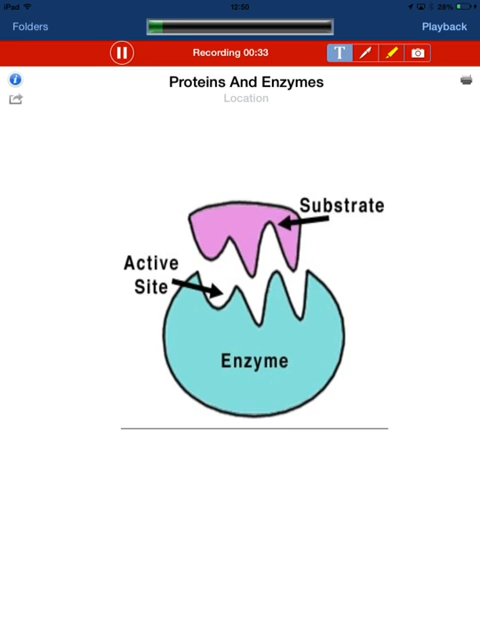 iPad 12:50 28%
Folders Playback
Recording 00:33 T
Proteins And Enzymes
Location
Substrate
Active
Site
Enzyme